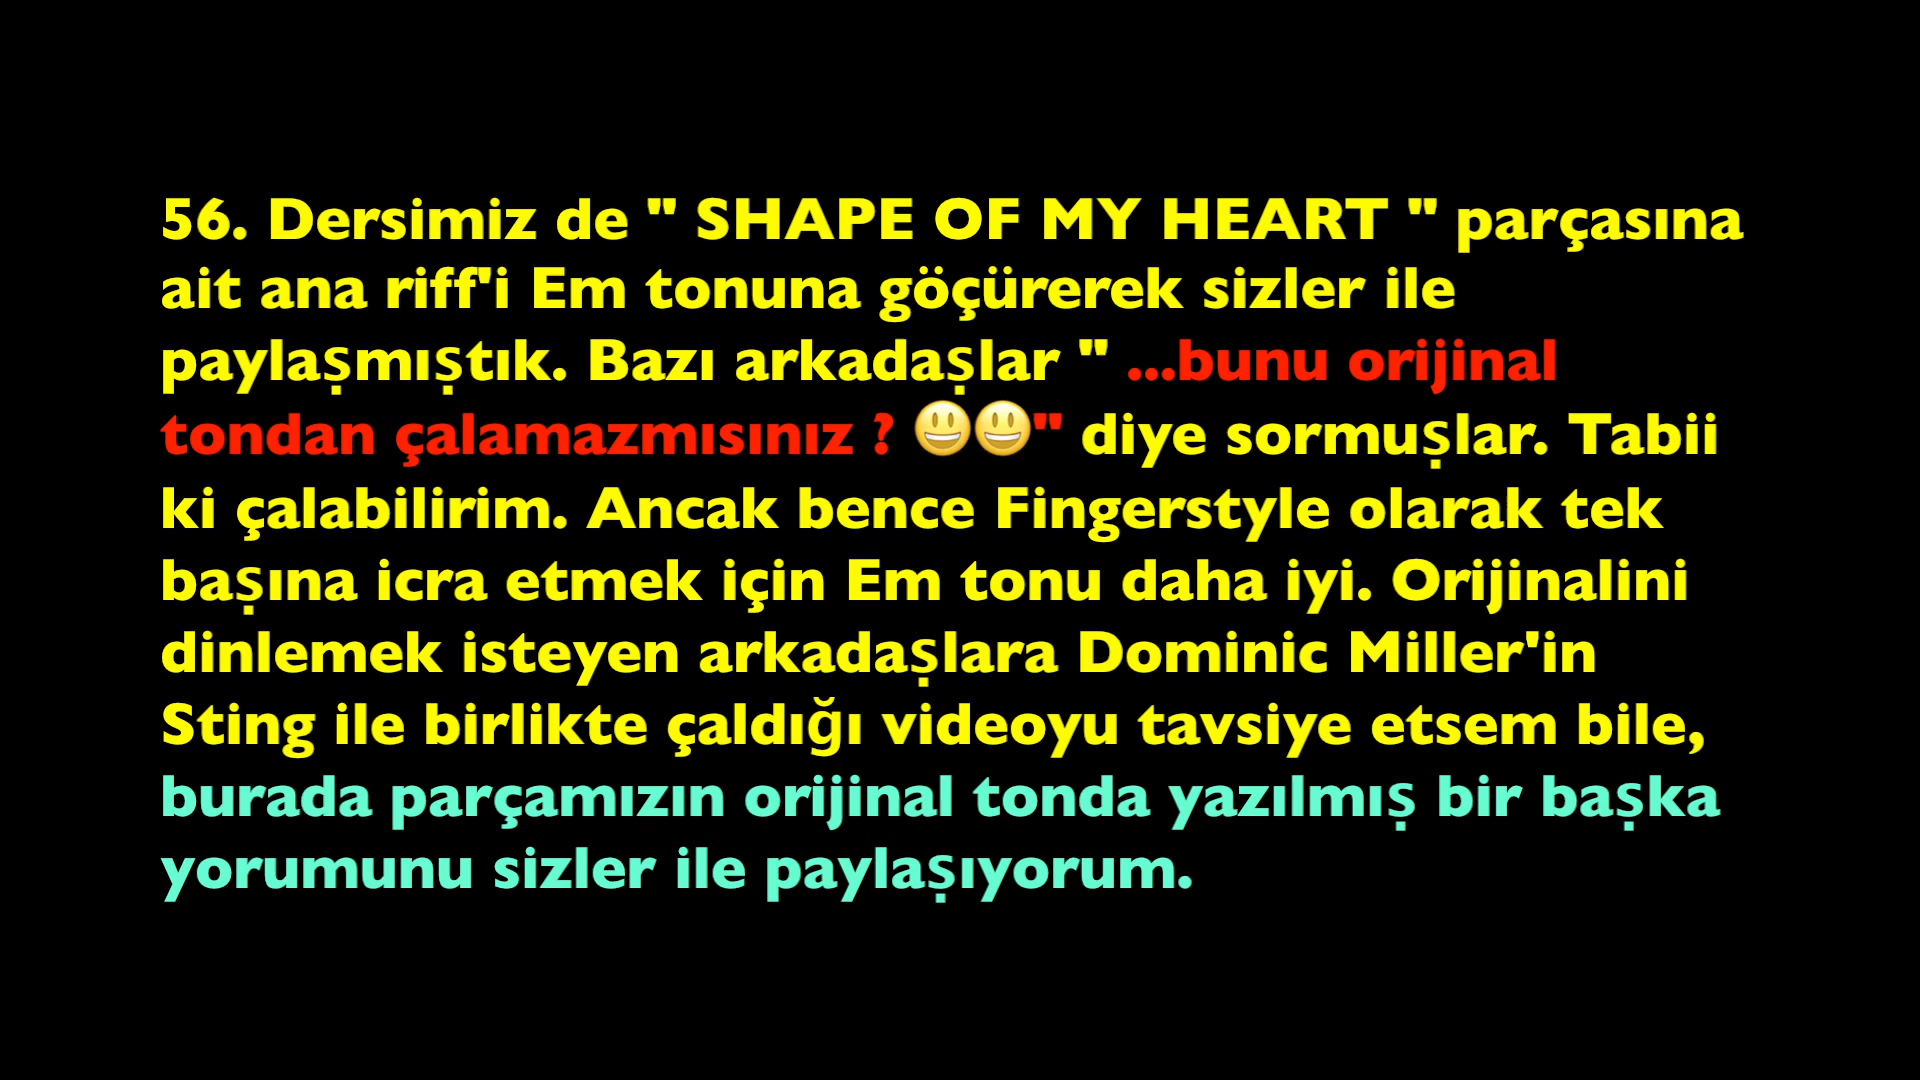 56. Dersimiz de " SHAPE OF MY HEART " parçasına
ait ana riff'i Em tonuna göçürerek sizler ile
paylaşmıştık. Bazı arkadaşlar " ...bunu orijinal
tondan çalamazmısınız ? 😃😃" diye sormuşlar. Tabii
ki çalabilirim. Ancak bence Fingerstyle olarak tek
başına icra etmek için Em tonu daha iyi. Orijinalini
dinlemek isteyen arkadaşlara Dominic Miller'in
Sting ile birlikte çaldığı videoyu tavsiye etsem bile,
burada parçamızın orijinal tonda yazılmış bir başka
yorumunu sizler ile paylaşıyorum.